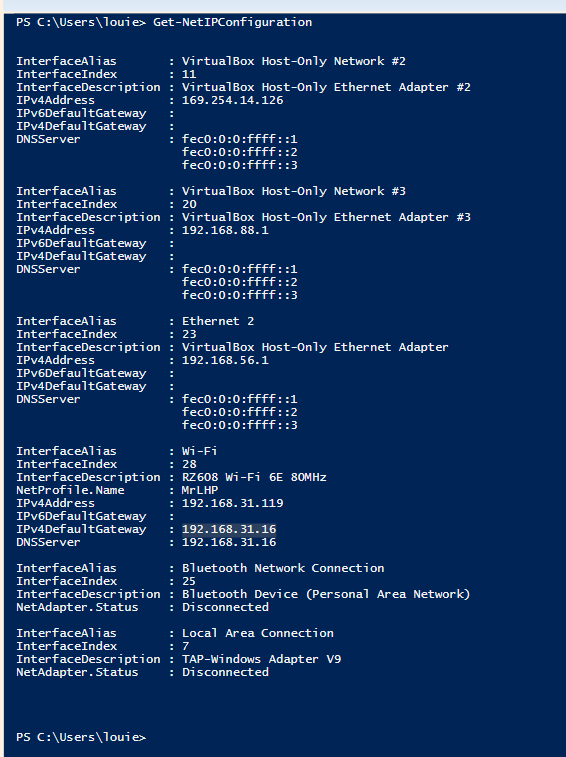 PS C:\Users\louie> Get-NetIPConfiguration
InterfaceAlias : VirtualBox Host-Only Network #2
InterfaceIndex : 11
InterfaceDescription : VirtualBox Host-Only Ethernet Adapter #2
IPv4Address : 169.254.14.126
IPv6DefaultGateway :
IPv4DefaultGateway :
DNSServer : fec0:0:0:ffff::1
fec0:0:0:ffff::2
fec0:0:0:ffff::3
InterfaceAlias : VirtualBox Host-Only Network #3
InterfaceIndex : 20
InterfaceDescription : VirtualBox Host-Only Ethernet Adapter #3
IPv4Address : 192.168.88.1
IPv6DefaultGateway :
IPv4DefaultGateway :
DNSServer : fec0:0:0:ffff::1
fec0:0:0:ffff::2
fec0:0:0:ffff::3
InterfaceAlias : Ethernet 2
InterfaceIndex : 23
InterfaceDescription : VirtualBox Host-Only Ethernet Adapter
IPv4Address : 192.168.56.1
IPv6DefaultGateway :
IPv4DefaultGateway :
DNSServer : fec0:0:0:ffff::1
fec0:0:0:ffff::2
fec0:0:0:ffff::3
InterfaceAlias : Wi-Fi
InterfaceIndex : 28
InterfaceDescription : RZ608 Wi-Fi 6E 80MHz
NetProfile.Name : MrLHP
IPv4Address : 192.168.31.119
IPv6DefaultGateway :
IPv4DefaultGateway : 192.168.31.16
DNSServer : 192.168.31.16
InterfaceAlias : Bluetooth Network Connection
InterfaceIndex : 25
InterfaceDescription : Bluetooth Device (Personal Area Network)
NetAdapter.Status : Disconnected
InterfaceAlias : Local Area Connection
InterfaceIndex : 7
InterfaceDescription : TAP-Windows Adapter V9
NetAdapter.Status : Disconnected
PS C:\Users\louie>